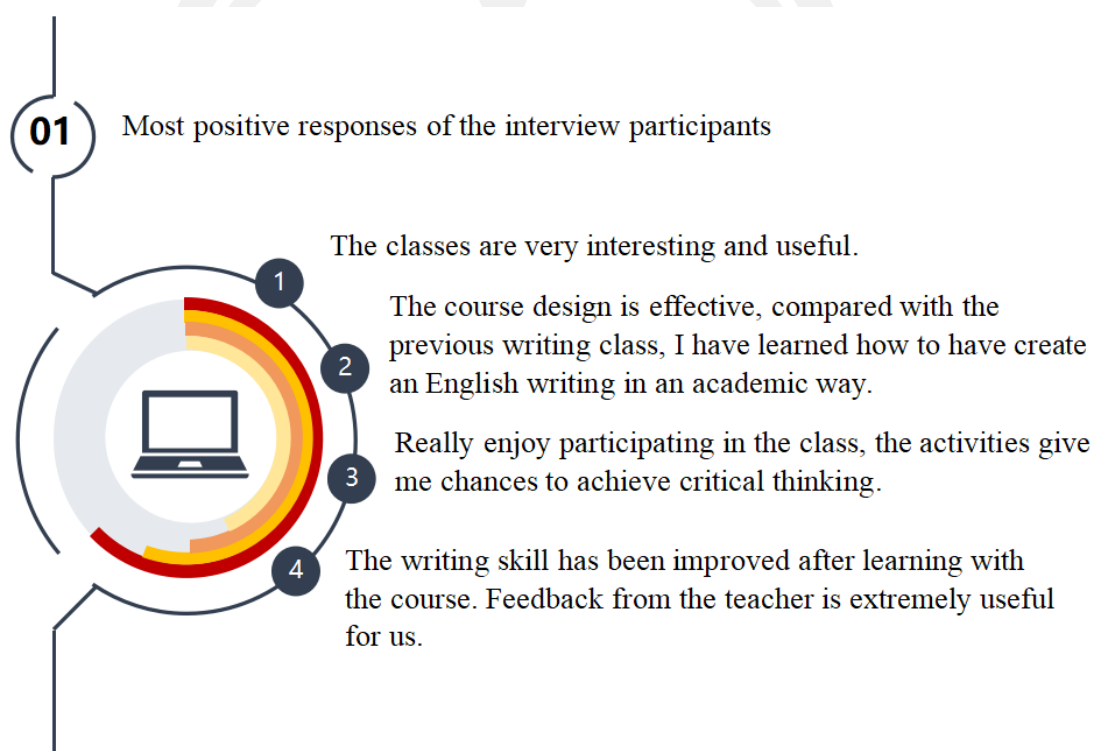 01
Most positive responses of the interview participants
1
The classes are very interesting and useful.
2
The course design is effective, compared with the
previous writing class, I have learned how to have create
an English writing in an academic way.
3
Really enjoy participating in the class, the activities give
me chances to achieve critical thinking.
4
The writing skill has been improved after learning with
the course. Feedback from the teacher is extremely useful
for us.